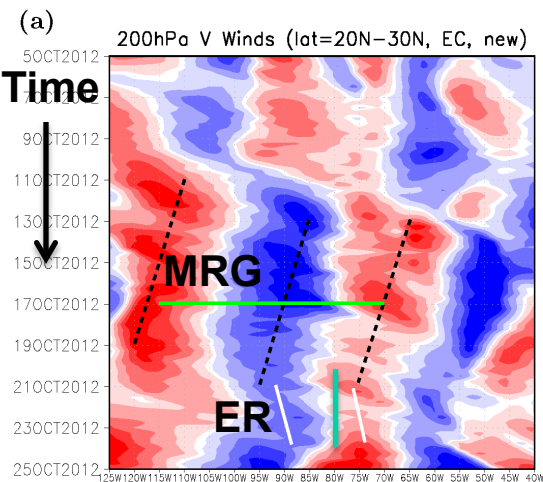 (a)
200hPa V Winds (lat=20N−30N, EC, new)
Time
5OCT2012
7OCT2012
9OCT2012
11OCT2012
13OCT2012
15OCT2012
17OCT2012
19OCT2012
21OCT2012
23OCT2012
25OCT2012
MRG
ER
125W 120W 115W 110W 105W 100W 95W 90W 85W 80W 75W 70W 65W 60W 55W 50W 45W 40W